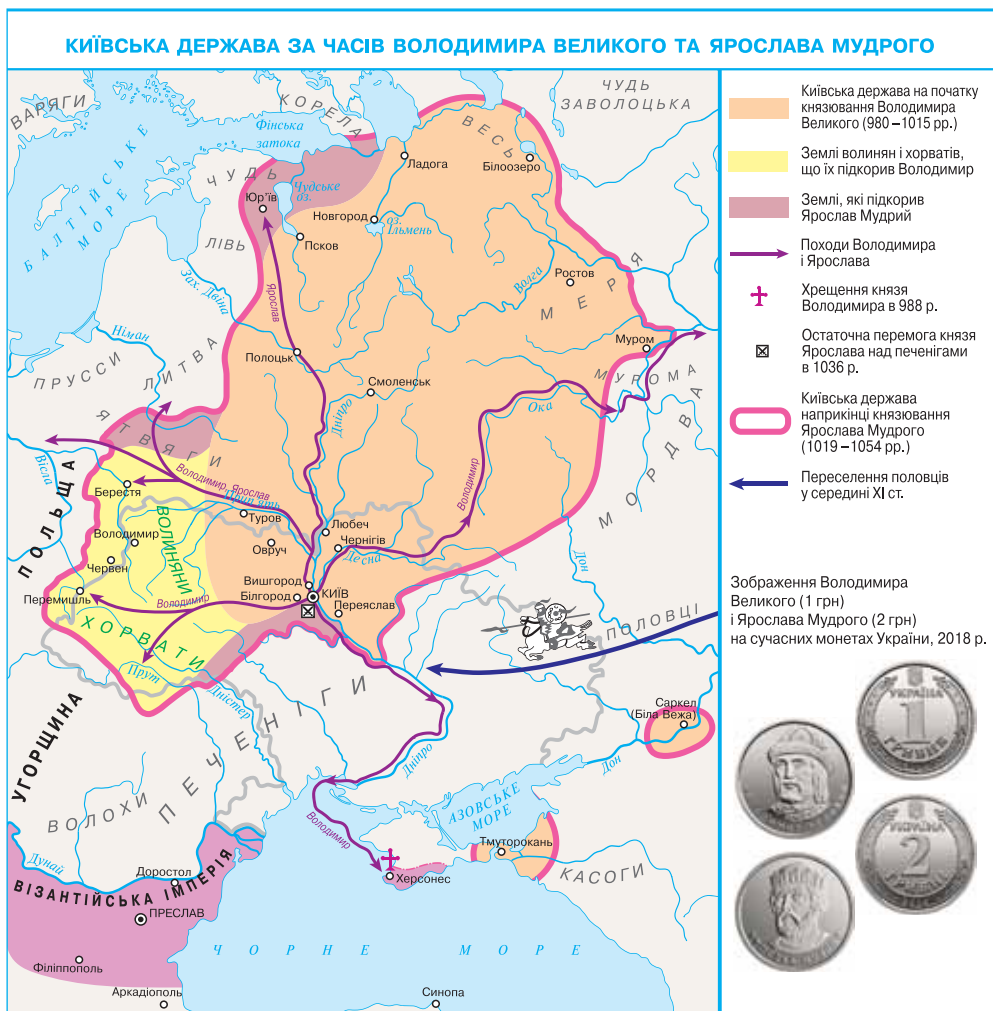 КИЇВСЬКА ДЕРЖАВА ЗА ЧАСІВ ВОЛОДИМИРА ВЕЛИКОГО ТА ЯРОСЛАВА МУДРОГО
ВАРЯГИ
КОРЕЛА
ЧУДЬ
ЗАВОЛОЦЬКА
Фінська
затока
ВЕСЬ
Ладога
Білоозеро
БАЛТІЙСЬКЕ
МОРЕ
ЧУДЬ
Чудське
оз.
Юр'їв
Новгород
оз.
Ільмень
Псков
ЛІВЬ
Ростов
Волга
МЕРЯ
Зах. Двіна
Ярослав
Німан
Муром
ПРУССИ
ЛИТВА
Полоцьк
МУРОМА
Смоленськ
Ока
Дніпро
ЯТВЯГИ
МОРДВА
Вісла
Володимир, Ярослав
Володимир
Берестя
Прип'ять
Туров
ПОЛЬЩА
Любеч
Чернігів
Володимир
ВОЛИНЯНИ
Овруч
Десна
Дон
Червен
Вишгород
Перемишль
Білгород
КИЇВ
Володимир
Переяслав
ХОРВАТИ
ПОЛОВЦІ
Прут
Дністер
УГОРЩИНА
ПЕЧЕНІГИ
Саркел
(Біла Вежа)
Дніпро
Дон
ВОЛОХИ
АЗОВСЬКЕ
МОРЕ
Володимир
Тмуторокань
Дунай
Доростол
Херсонес
КАСОГИ
ВІЗАНТІЙСЬКА ІМПЕРІЯ
ПРЕСЛАВ
ЧОРНЕ МОРЕ
Філіппополь
Аркадіополь
Синопа
Київська держава на початку
князювання Володимира
Великого (980–1015 рр.)
Землі волинян і хорватів,
що їх підкорив Володимир
Землі, які підкорив
Ярослав Мудрий
Походи Володимира
і Ярослава
Хрещення князя
Володимира в 988 р.
Остаточна перемога князя
Ярослава над печенігами
в 1036 р.
Київська держава
наприкінці князювання
Ярослава Мудрого
(1019–1054 рр.)
Переселення половців
у середині XI ст.
Зображення Володимира
Великого (1 грн)
і Ярослава Мудрого (2 грн)
на сучасних монетах України, 2018 р.
УКРАЇНА
1
ГРИВНЯ
УКРАЇНА
2